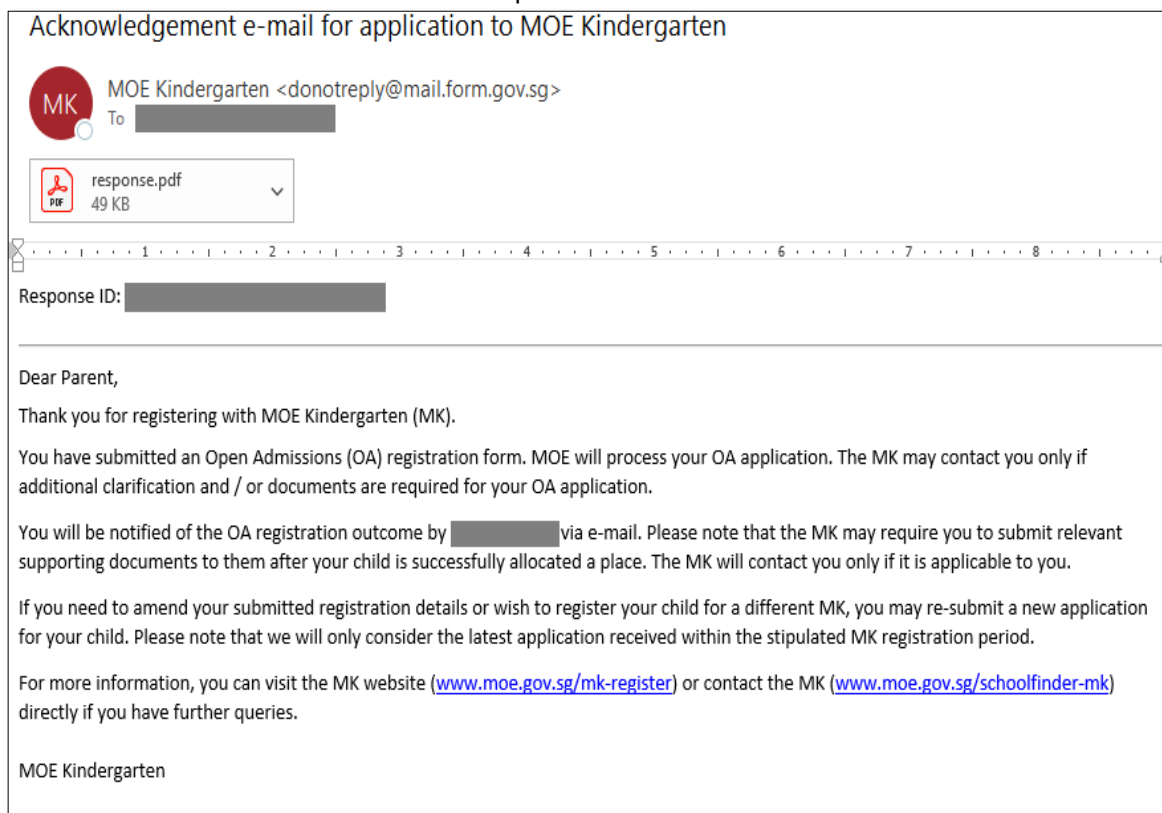 Acknowledgement e-mail for application to MOE Kindergarten
MK
MOE Kindergarten <donotreply@mail.form.gov.sg>
To
PDF
response.pdf
49 KB
1 2 3 4 5 6 7 8
Response ID:
Dear Parent,
Thank you for registering with MOE Kindergarten (MK).
You have submitted an Open Admissions (OA) registration form. MOE will process your OA application. The MK may contact you only if
additional clarification and / or documents are required for your OA application.
You will be notified of the OA registration outcome by via e-mail. Please note that the MK may require you to submit relevant
supporting documents to them after your child is successfully allocated a place. The MK will contact you only if it is applicable to you.
If you need to amend your submitted registration details or wish to register your child for a different MK, you may re-submit a new application
for your child. Please note that we will only consider the latest application received within the stipulated MK registration period.
For more information, you can visit the MK website (www.moe.gov.sg/mk-register) or contact the MK (www.moe.gov.sg/schoolfinder-mk)
directly if you have further queries.
MOE Kindergarten